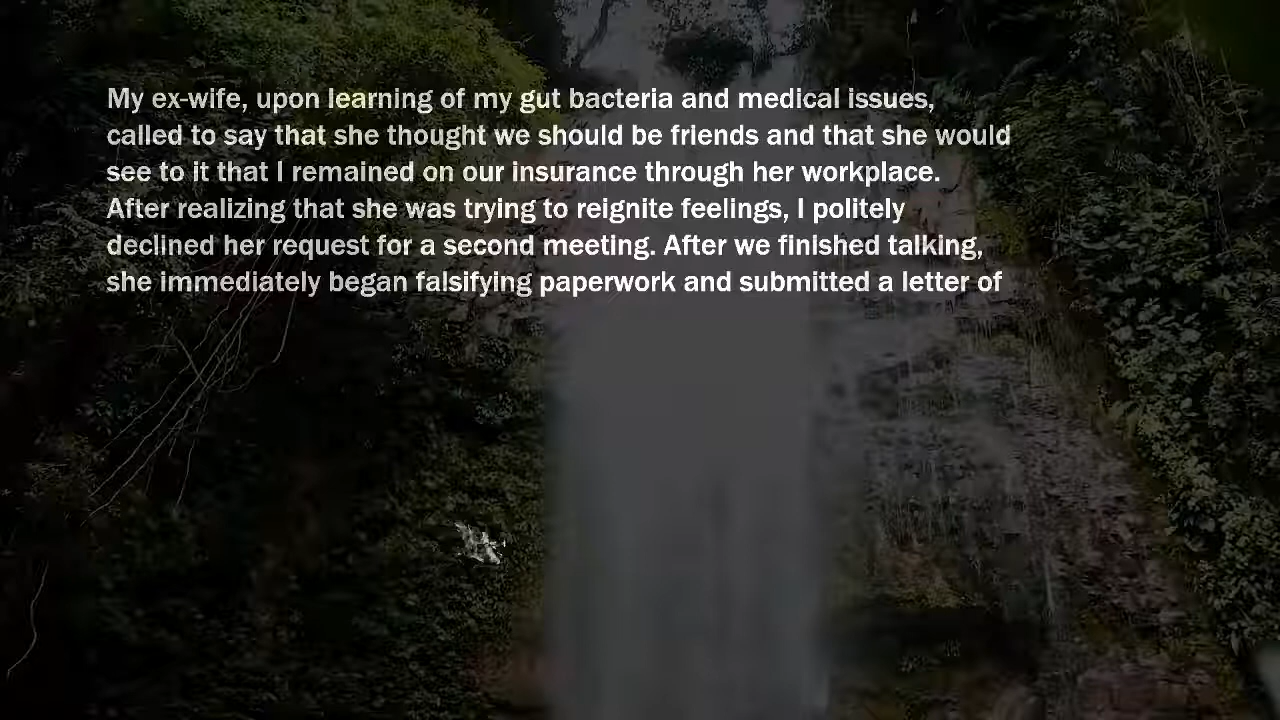 My ex-wife, upon learning of my gut bacteria and medical issues,
called to say that she thought we should be friends and that she would
see to it that I remained on our insurance through her workplace.
After realizing that she was trying to reignite feelings, I politely
declined her request for a second meeting. After we finished talking,
she immediately began falsifying paperwork and submitted a letter of